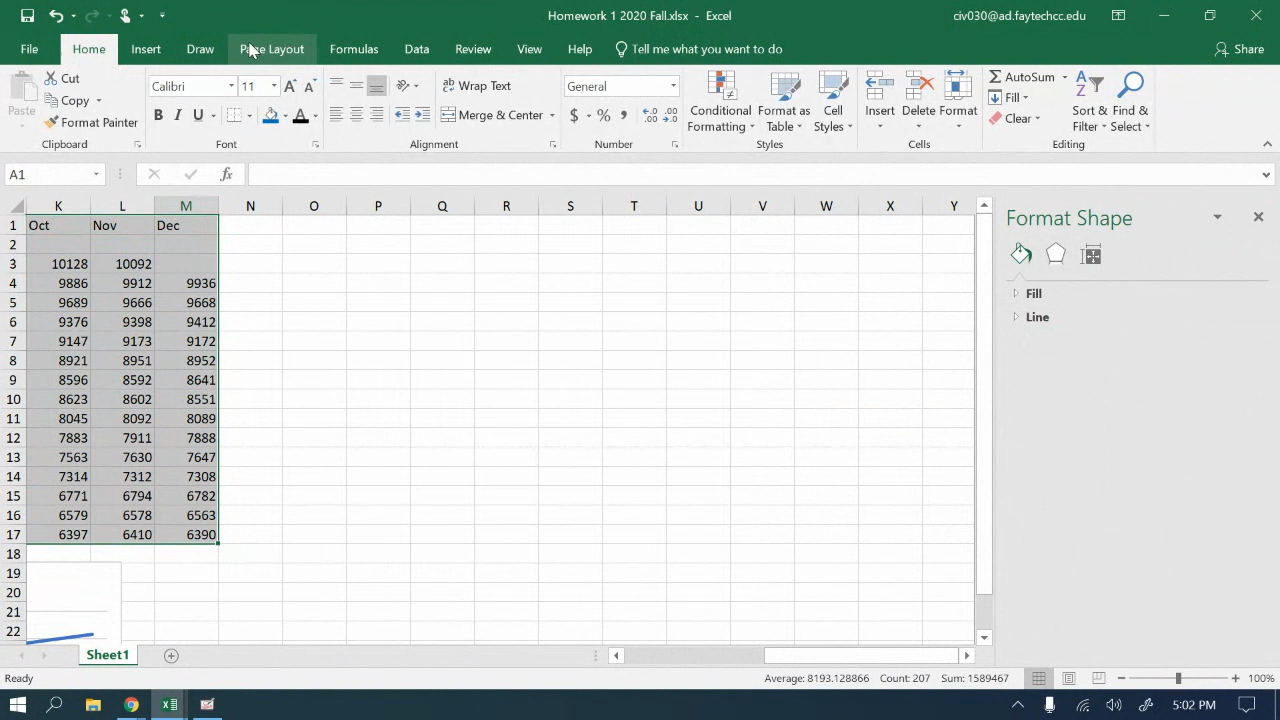 Homework 1 2020 Fall.xlsx - Excel civ030@ad.faytechcc.edu
File Home Insert Draw Page Layout Formulas Data Review View Help Tell me what you want to do Share
Paste Cut Copy Format Painter Clipboard
Calibri 11 B I U A Font
Wrap Text Merge & Center Alignment
General $ % , Number
Conditional Formatting Format as Table Cell Styles Styles
Insert Delete Format Cells
AutoSum Fill Clear Sort & Filter Find & Select Editing
A1 fx
K L M N O P Q R S T U V W X Y
1 Oct Nov Dec
2
3 10128 10092
4 9886 9912 9936
5 9689 9666 9668
6 9376 9398 9412
7 9147 9173 9172
8 8921 8951 8952
9 8596 8592 8641
10 8623 8602 8551
11 8045 8092 8089
12 7883 7911 7888
13 7563 7630 7647
14 7314 7312 7308
15 6771 6794 6782
16 6579 6578 6563
17 6397 6410 6390
18
19
20
21
22
Format Shape
Fill
Line
Sheet1
Ready Average: 8193.128866 Count: 207 Sum: 1589467 100%
5:02 PM